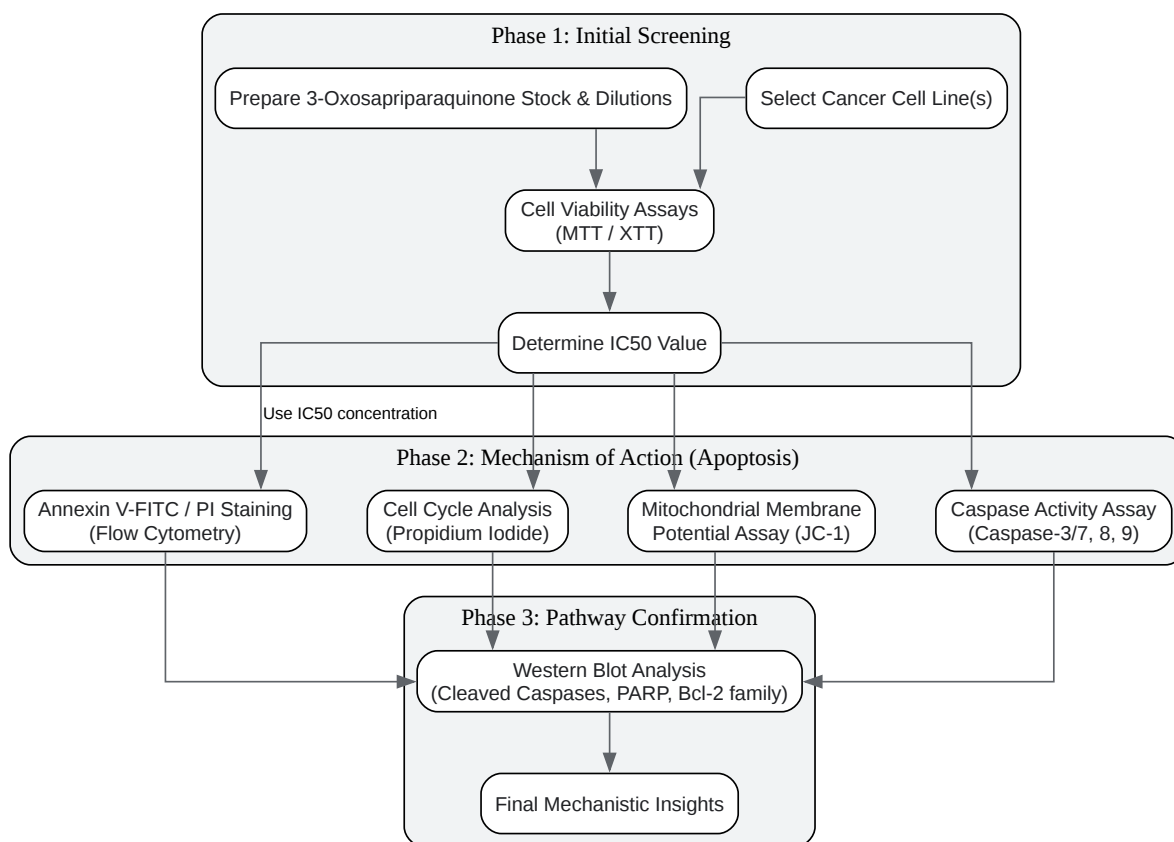 Phase 1: Initial Screening
Prepare 3-Oxosapriparaquinone Stock & Dilutions
Select Cancer Cell Line(s)
Cell Viability Assays
(MTT / XTT)
Determine IC50 Value
Use IC50 concentration
Phase 2: Mechanism of Action (Apoptosis)
Annexin V-FITC / PI Staining
(Flow Cytometry)
Cell Cycle Analysis
(Propidium Iodide)
Mitochondrial Membrane
Potential Assay (JC-1)
Caspase Activity Assay
(Caspase-3/7, 8, 9)
Phase 3: Pathway Confirmation
Western Blot Analysis
(Cleaved Caspases, PARP, Bcl-2 family)
Final Mechanistic Insights